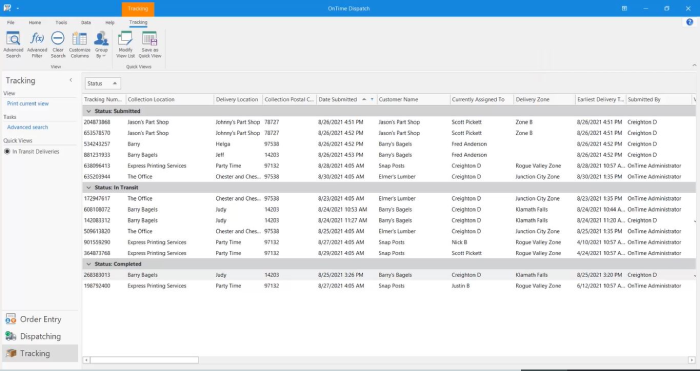 Tracking
OnTime Dispatch
File Home Tools Data Help Tracking
Advanced Search
Advanced Filter
Clear Search
Customize Columns
Group By
Modify View List
Save as Quick View
View
Quick Views
Tracking
View
Print current view
Tasks
Advanced search
Quick Views
In Transit Deliveries
Order Entry
Dispatching
Tracking
Status
Tracking Num... Collection Location Delivery Location Collection Postal C... Date Submitted Customer Name Currently Assigned To Delivery Zone Earliest Delivery T... Submitted By
Status: Submitted
204873868 Jason's Part Shop Johnny's Part Shop 78727 8/26/2021 4:51 PM Jason's Part Shop Scott Pickett Zone B 8/26/2021 4:51 PM Creighton D
653578570 Jason's Part Shop Johnny's Part Shop 78727 8/26/2021 4:52 PM Jason's Part Shop Scott Pickett Zone B 8/26/2021 4:52 PM Creighton D
534243257 Barry Helga 97538 8/26/2021 4:52 PM Barry's Bagels Fred Anderson 8/26/2021 4:52 PM Creighton D
881231933 Barry Bagels Jeff 14203 8/26/2021 4:53 PM Barry's Bagels Fred Anderson 8/26/2021 4:53 PM Creighton D
638096413 Express Printing Services Party Time 97132 8/28/2021 4:05 AM Snap Posts Creighton D Rogue Valley Zone 8/28/2021 10:57 A... OnTime Administrator
635203944 The Office Chester and Ches... 97538 8/30/2021 4:05 AM Elmer's Lumber Creighton D Junction City Zone 8/30/2021 1:35 PM OnTime Administrator
Status: In Transit
172947617 The Office Chester and Ches... 97538 8/23/2021 4:05 AM Elmer's Lumber Creighton D Junction City Zone 8/23/2021 1:35 PM OnTime Administrator
608108072 Barry Bagels Judy 14203 8/24/2021 10:53 AM Barry's Bagels Creighton D Klamath Falls 8/24/2021 10:44 A... Creighton D
142083312 Barry Bagels Judy 14203 8/24/2021 11:27 AM Barry's Bagels Creighton D Klamath Falls 8/24/2021 11:20 A... Creighton D
509613820 The Office Chester and Ches... 97538 8/25/2021 4:05 AM Elmer's Lumber Creighton D Junction City Zone 8/25/2021 1:35 PM OnTime Administrator
901559290 Express Printing Services Party Time 97132 8/27/2021 4:05 AM Snap Posts Nick B Rogue Valley Zone 4/10/2021 10:57 A... OnTime Administrator
364873768 Express Printing Services Party Time 97132 8/29/2021 4:05 AM Snap Posts Scott Pickett Rogue Valley Zone 4/24/2021 10:57 A... OnTime Administrator
Status: Completed
268383013 Barry Bagels Judy 14203 8/25/2021 3:26 PM Barry's Bagels Creighton D Klamath Falls 8/25/2021 3:20 PM Creighton D
198792400 Express Printing Services Party Time 97132 8/27/2021 4:05 AM Snap Posts Justin B Rogue Valley Zone 6/12/2021 10:57 A... OnTime Administrator